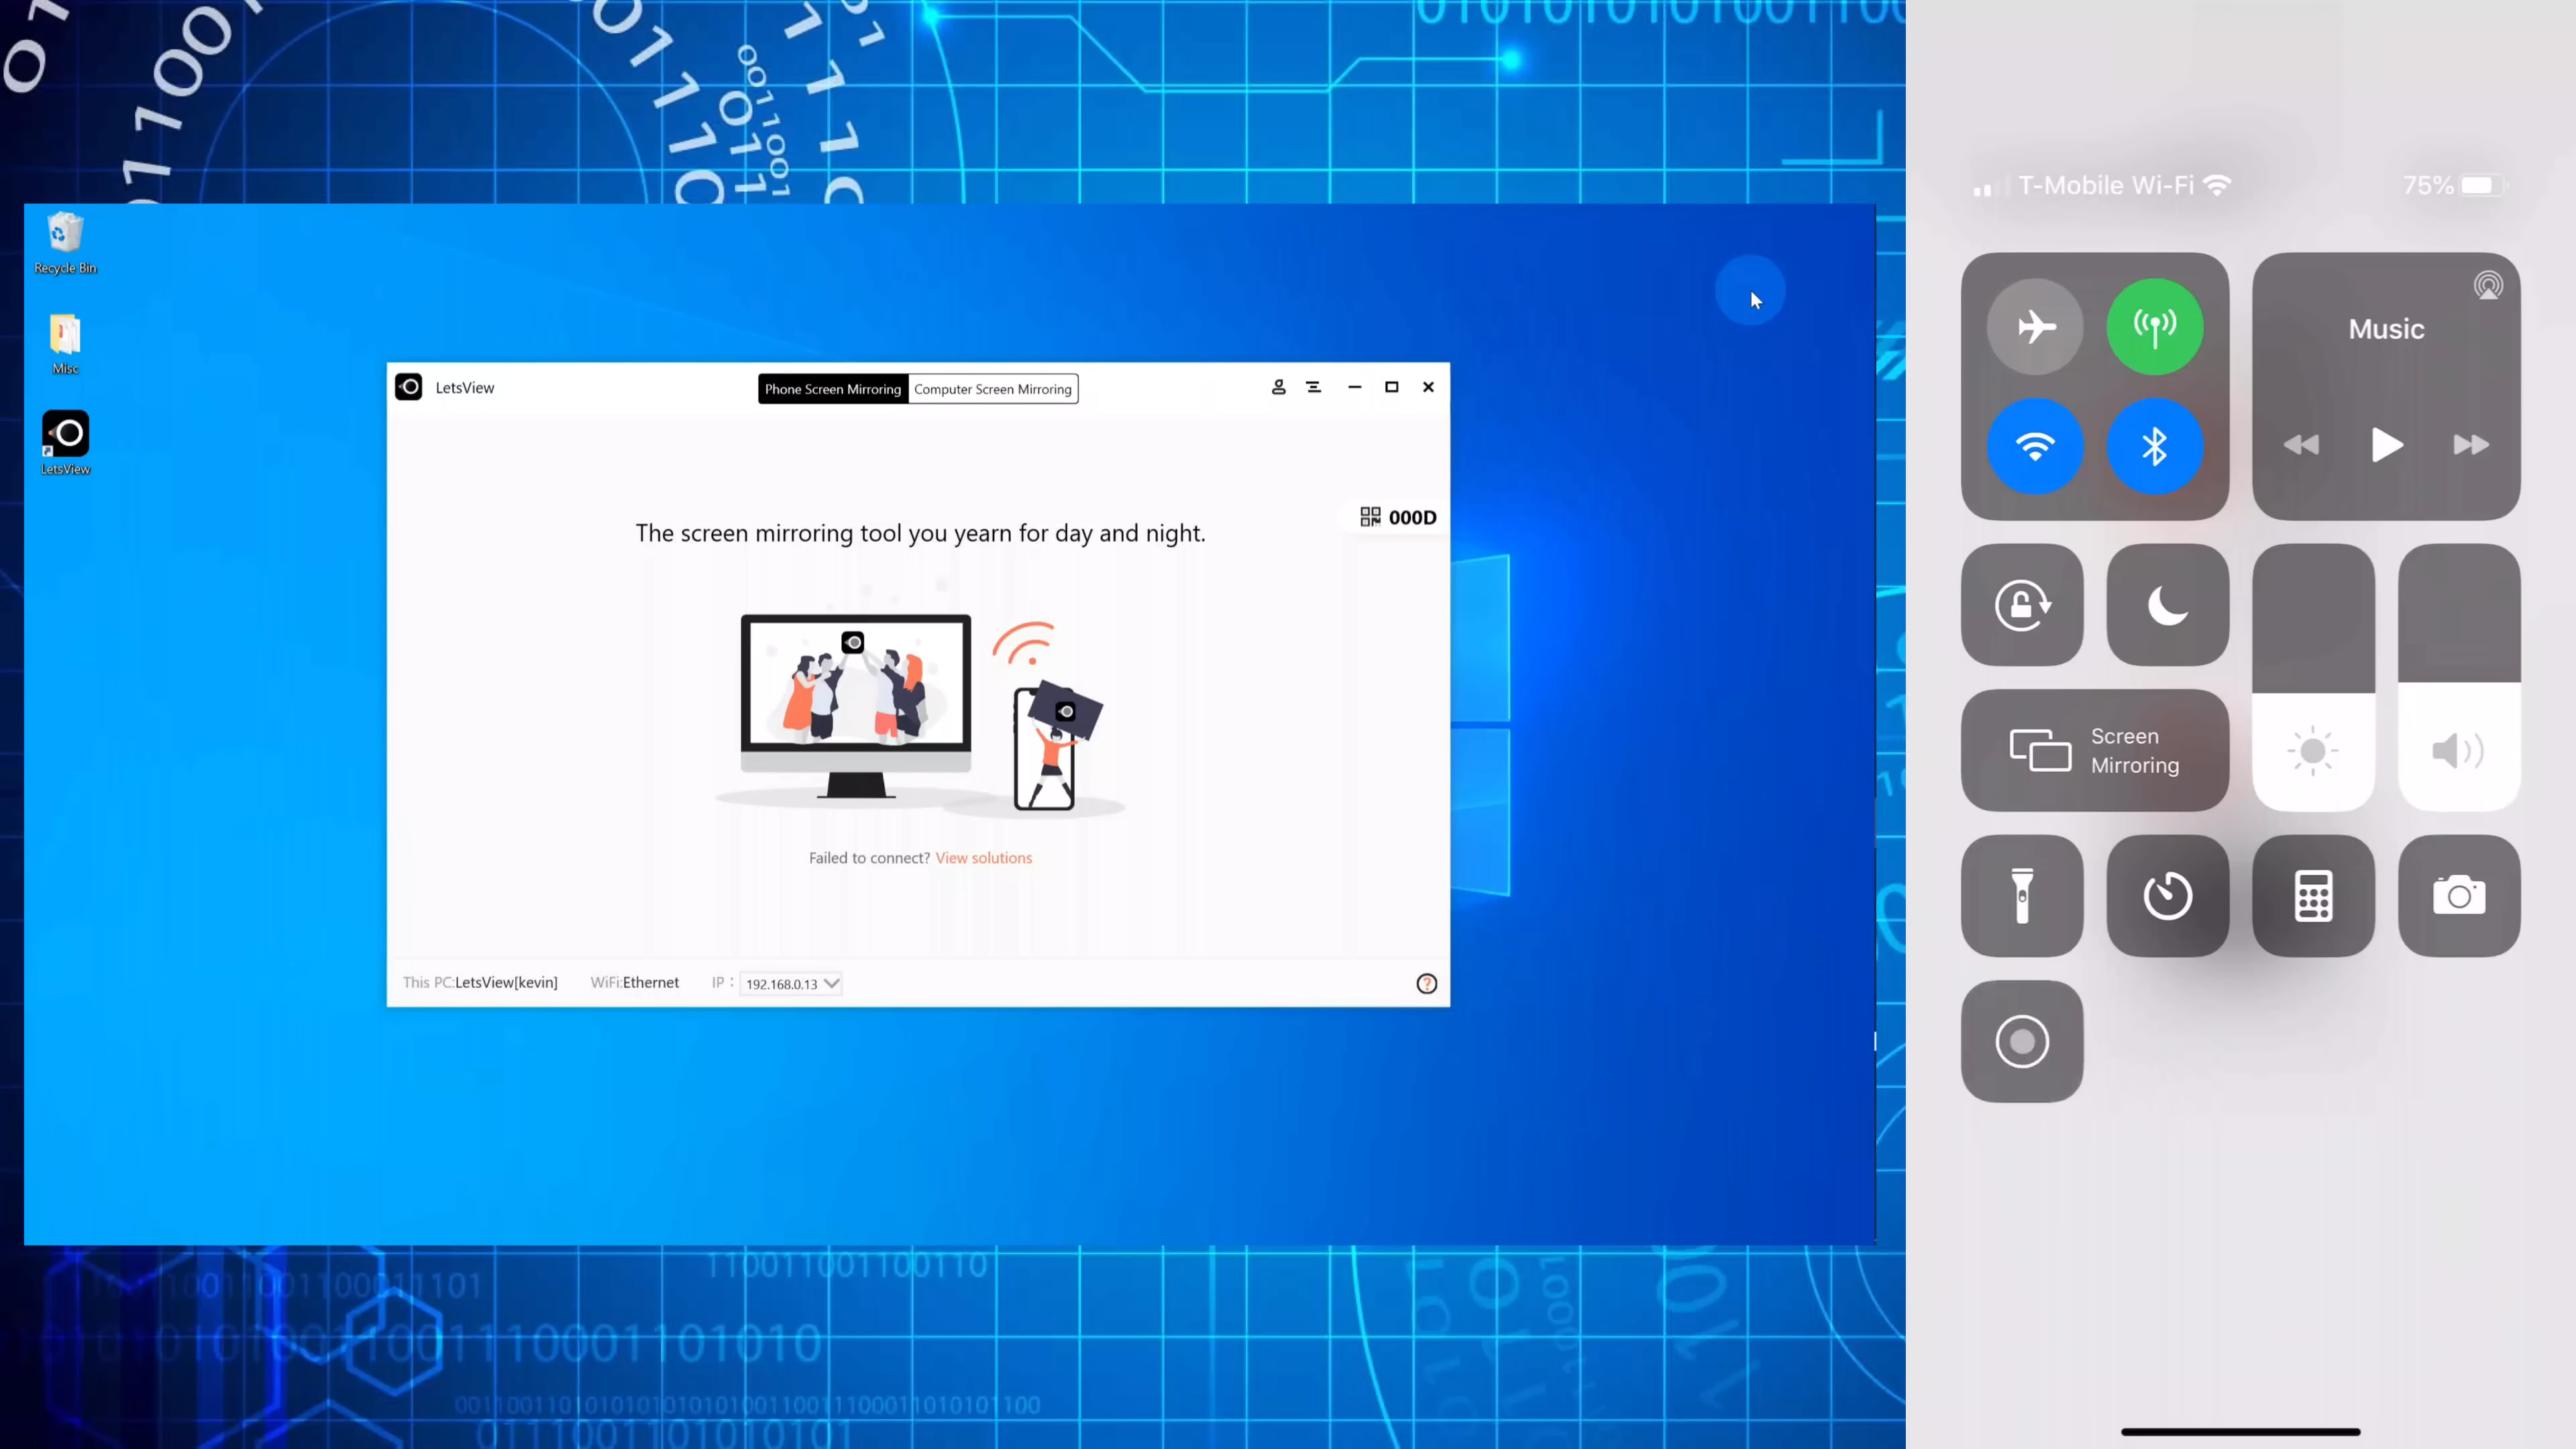 Recycle Bin
Misc
LetsView
LetsView
Phone Screen Mirroring
Computer Screen Mirroring
000D
The screen mirroring tool you yearn for day and night.
Failed to connect? View solutions
This PC:LetsView[kevin]
WiFi:Ethernet
IP :
192.168.0.13
T-Mobile Wi-Fi
75%
Music
Screen
Mirroring